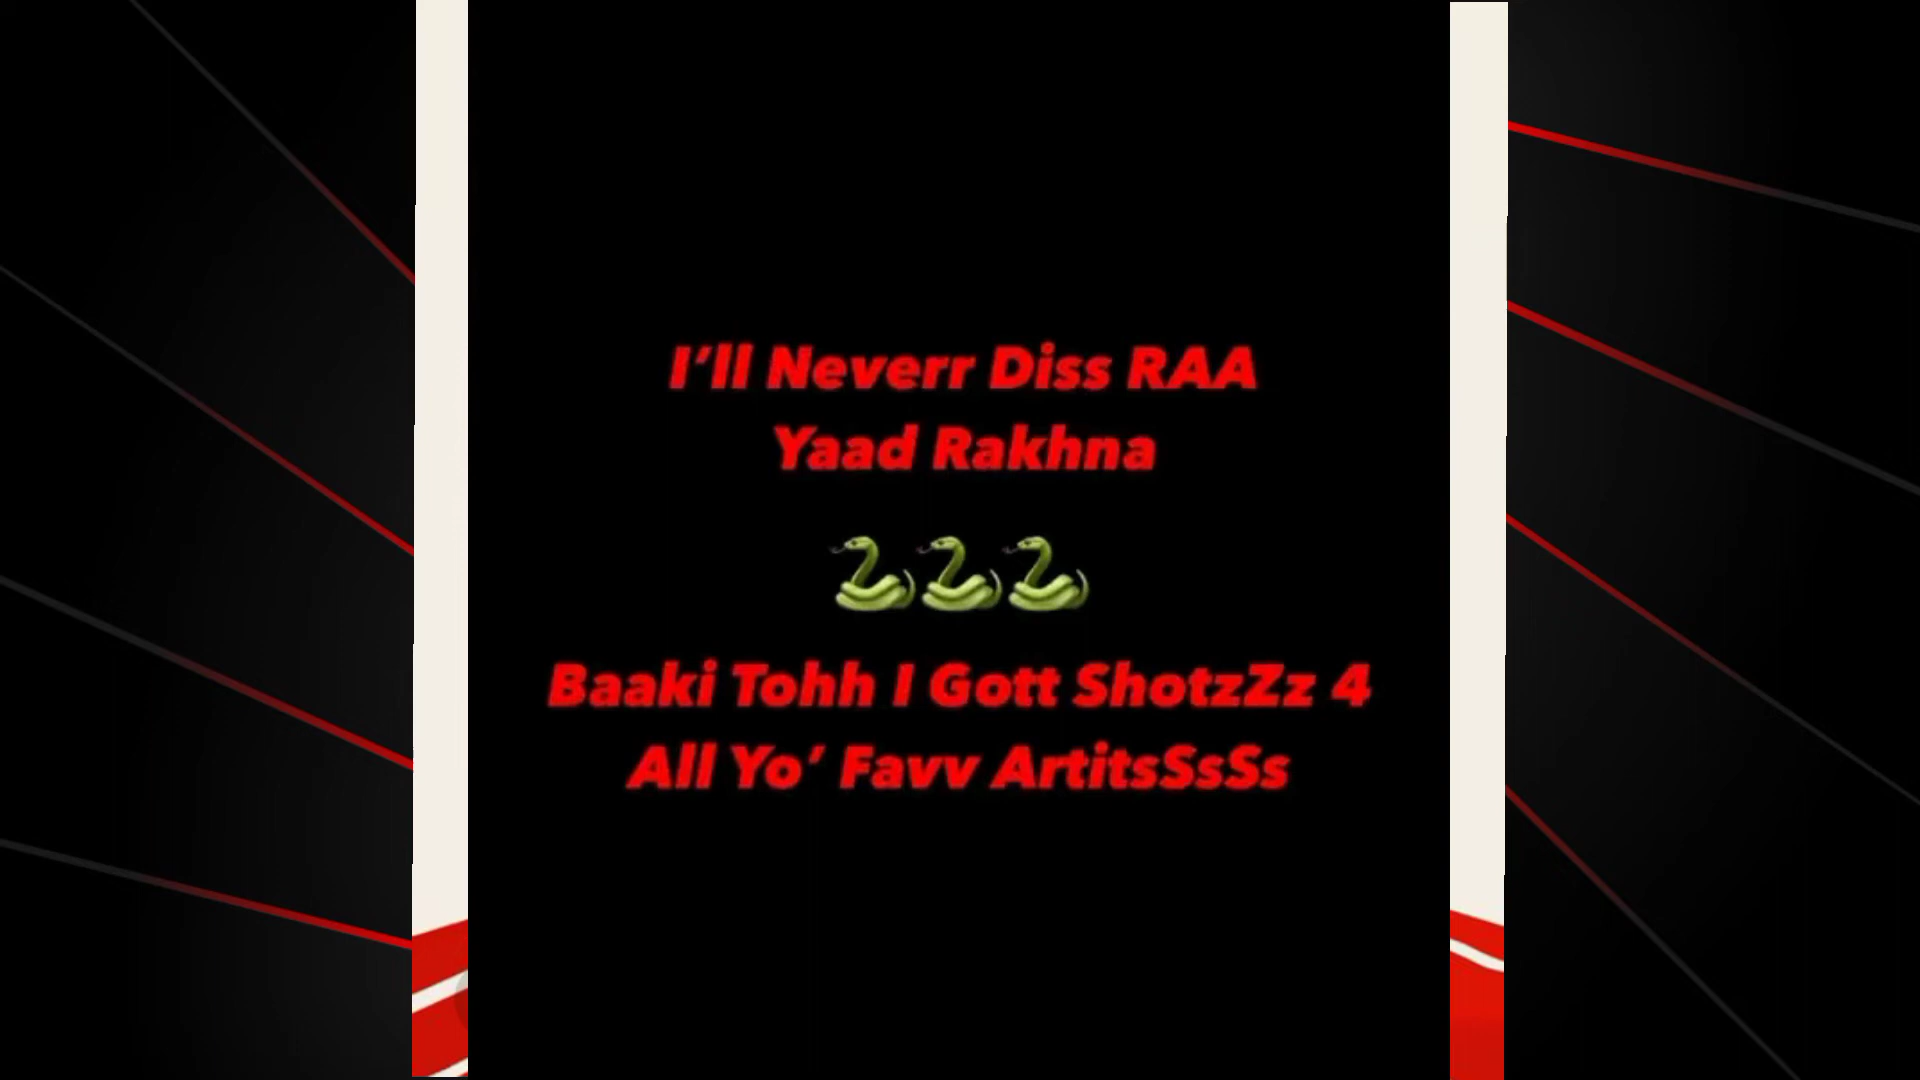 I’ll Neverr Diss RAA
Yaad Rakhna
🐍🐍🐍
Baaki Tohh I Gott ShotzZz 4
All Yo’ Favv ArtitsSsSs